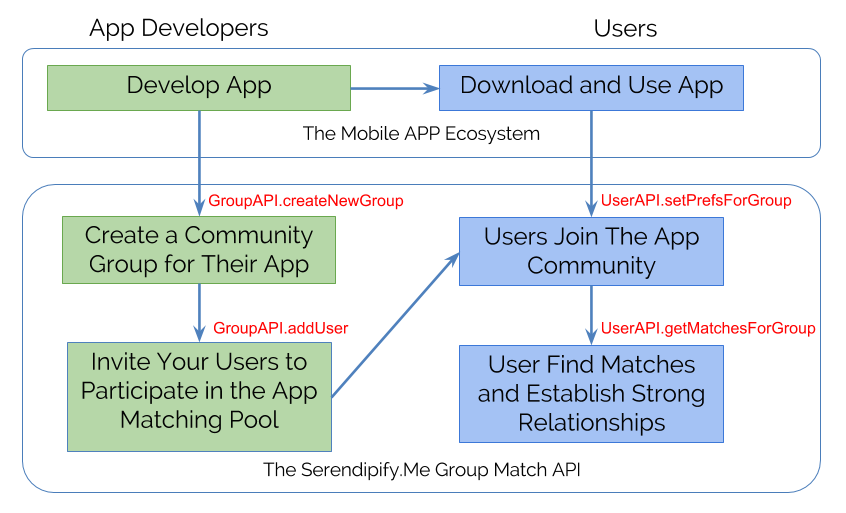 App Developers
Users
Develop App
Download and Use App
The Mobile APP Ecosystem
GroupAPI.createNewGroup
UserAPI.setPrefsForGroup
Create a Community
Group for Their App
Users Join The App
Community
GroupAPI.addUser
UserAPI.getMatchesForGroup
Invite Your Users to
Participate in the App
Matching Pool
User Find Matches
and Establish Strong
Relationships
The Serendipify.Me Group Match API